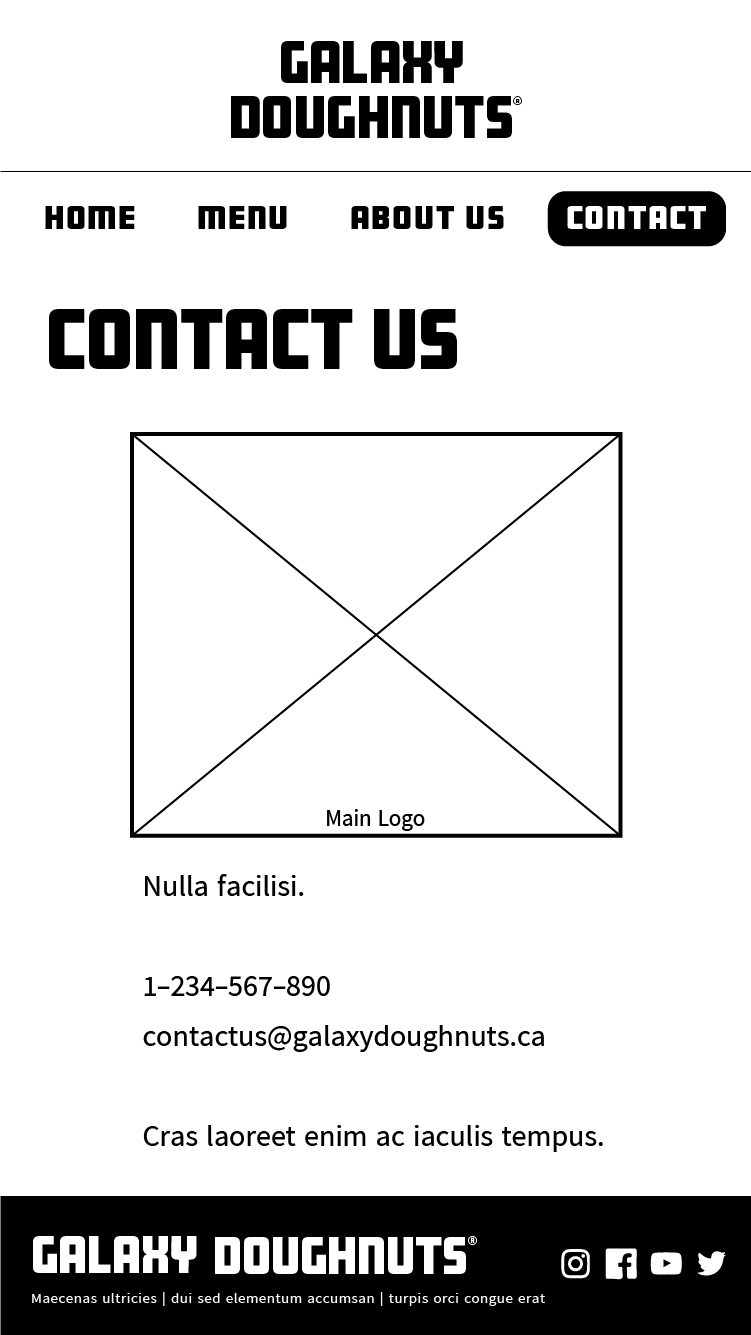 GALAXY
DOUGHNUTS®
HOME MENU ABOUT US CONTACT
CONTACT US
Main Logo
Nulla facilisi.
1–234–567–890
contactus@galaxydoughnuts.ca
Cras laoreet enim ac iaculis tempus.
GALAXY DOUGHNUTS®
Maecenas ultricies | dui sed elementum accumsan | turpis orci congue erat